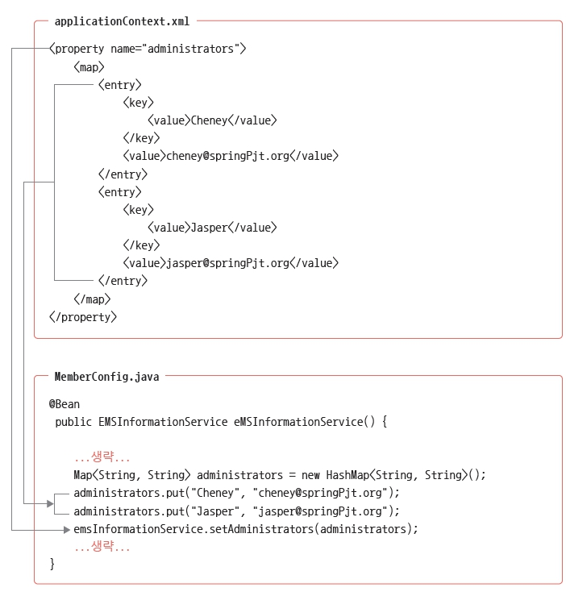 applicationContext.xml
<property name="administrators">
    <map>
        <entry>
            <key>
                <value>Cheney</value>
            </key>
            <value>cheney@springPjt.org</value>
        </entry>
        <entry>
            <key>
                <value>Jasper</value>
            </key>
            <value>jasper@springPjt.org</value>
        </entry>
    </map>
</property>
MemberConfig.java
@Bean
 public EMSInformationService eMSInformationService() {
    ...생략...
    Map<String, String> administrators = new HashMap<String, String>();
    administrators.put("Cheney", "cheney@springPjt.org");
    administrators.put("Jasper", "jasper@springPjt.org");
    emsInformationService.setAdministrators(administrators);
    ...생략...
}